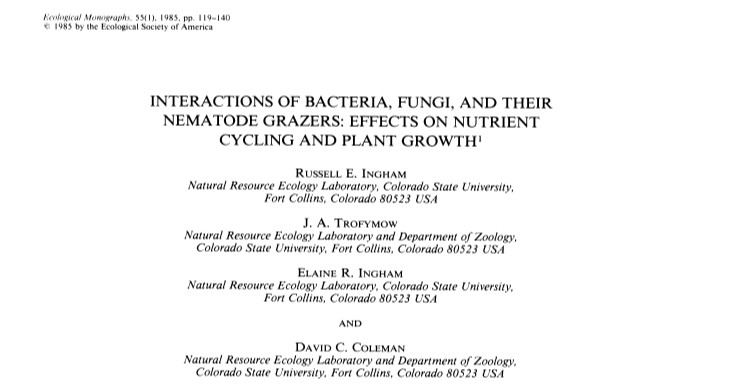 Ecological Monographs, 55(1), 1985, pp. 119–140
© 1985 by the Ecological Society of America
INTERACTIONS OF BACTERIA, FUNGI, AND THEIR
NEMATODE GRAZERS: EFFECTS ON NUTRIENT
CYCLING AND PLANT GROWTH¹
RUSSELL E. INGHAM
Natural Resource Ecology Laboratory, Colorado State University,
Fort Collins, Colorado 80523 USA
J. A. TROFYMOW
Natural Resource Ecology Laboratory and Department of Zoology,
Colorado State University, Fort Collins, Colorado 80523 USA
ELAINE R. INGHAM
Natural Resource Ecology Laboratory, Colorado State University,
Fort Collins, Colorado 80523 USA
AND
DAVID C. COLEMAN
Natural Resource Ecology Laboratory and Department of Zoology,
Colorado State University, Fort Collins, Colorado 80523 USA